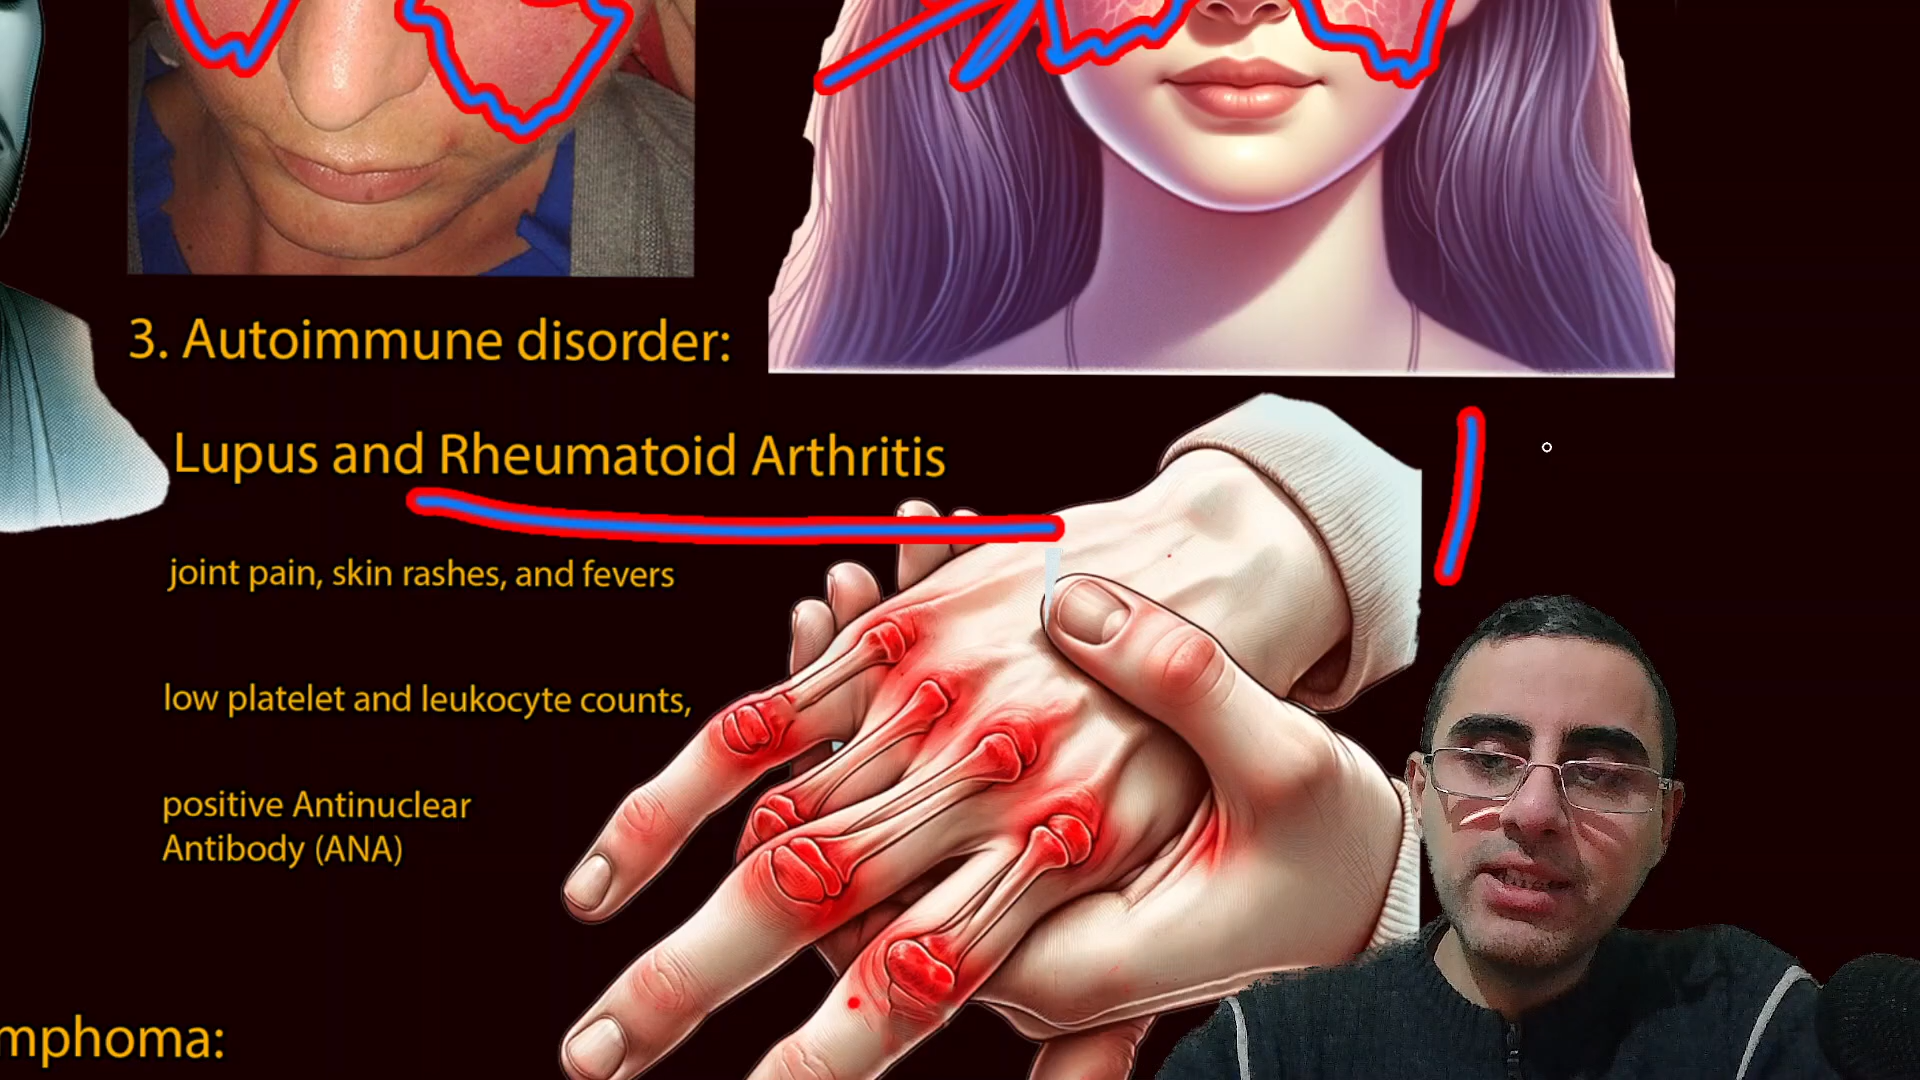 3. Autoimmune disorder:
Lupus and Rheumatoid Arthritis
joint pain, skin rashes, and fevers
low platelet and leukocyte counts,
positive Antinuclear
Antibody (ANA)
mphoma: